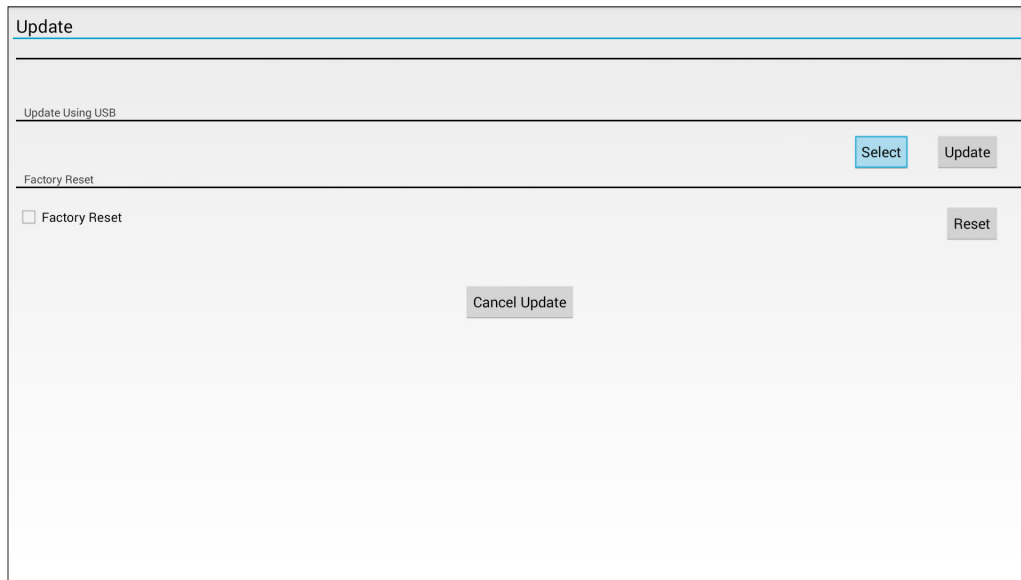 Update
Update Using USB
Select Update
Factory Reset
Factory Reset
Reset
Cancel Update